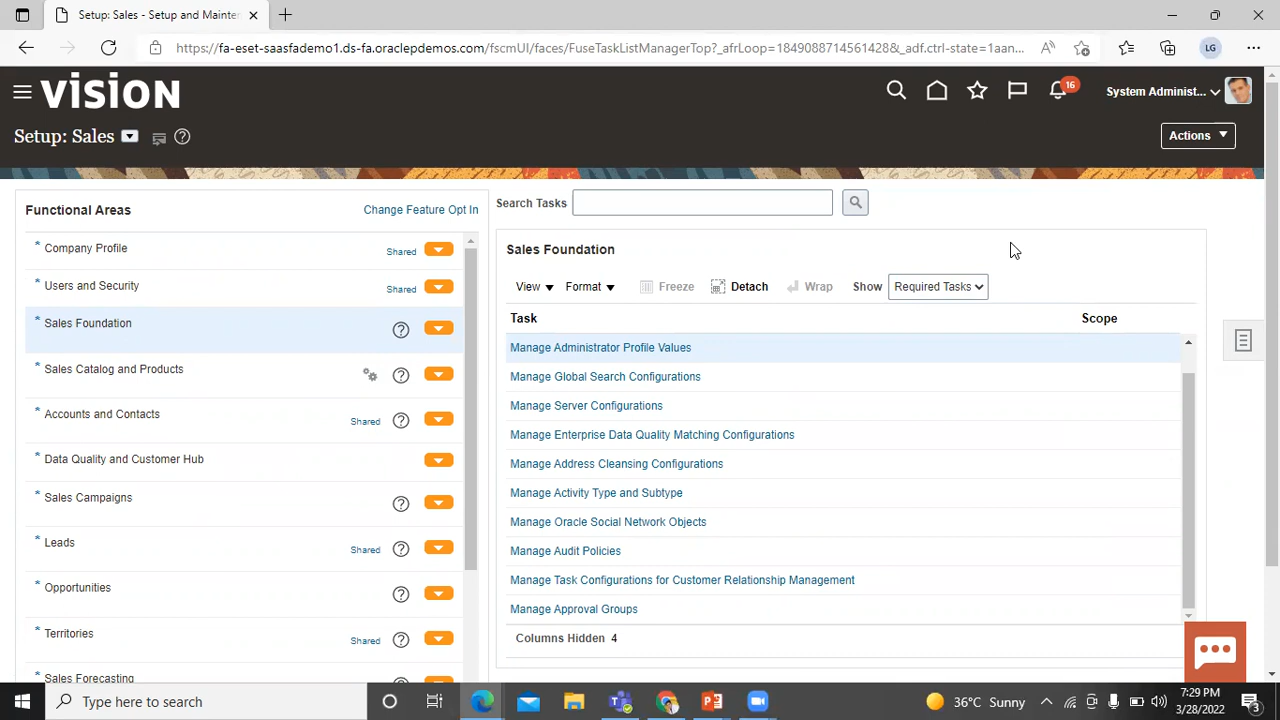 Functional: Sales - Setup and Mainte
https://fa-eset-saasfademo1.ds-fa.oraclepdemos.com/fscmUI/faces/FuseTaskListManagerTop?_afrLoop=1849088714561428&_adf.ctrl-state=1aan...
LG
VISION
16
System Administ...
Setup: Sales
Actions
Functional Areas
Change Feature Opt In
Search Tasks
* Company Profile
Shared
* Users and Security
Shared
* Sales Foundation
* Sales Catalog and Products
* Accounts and Contacts
Shared
* Data Quality and Customer Hub
* Sales Campaigns
* Leads
Shared
* Opportunities
* Territories
Shared
* Sales Forecasting
Sales Foundation
View
Format
Freeze
Detach
Wrap
Show
Required Tasks
Task
Scope
Manage Administrator Profile Values
Manage Global Search Configurations
Manage Server Configurations
Manage Enterprise Data Quality Matching Configurations
Manage Address Cleansing Configurations
Manage Activity Type and Subtype
Manage Oracle Social Network Objects
Manage Audit Policies
Manage Task Configurations for Customer Relationship Management
Manage Approval Groups
Columns Hidden 4
Type here to search
36°C Sunny
7:29 PM
3/28/2022
3